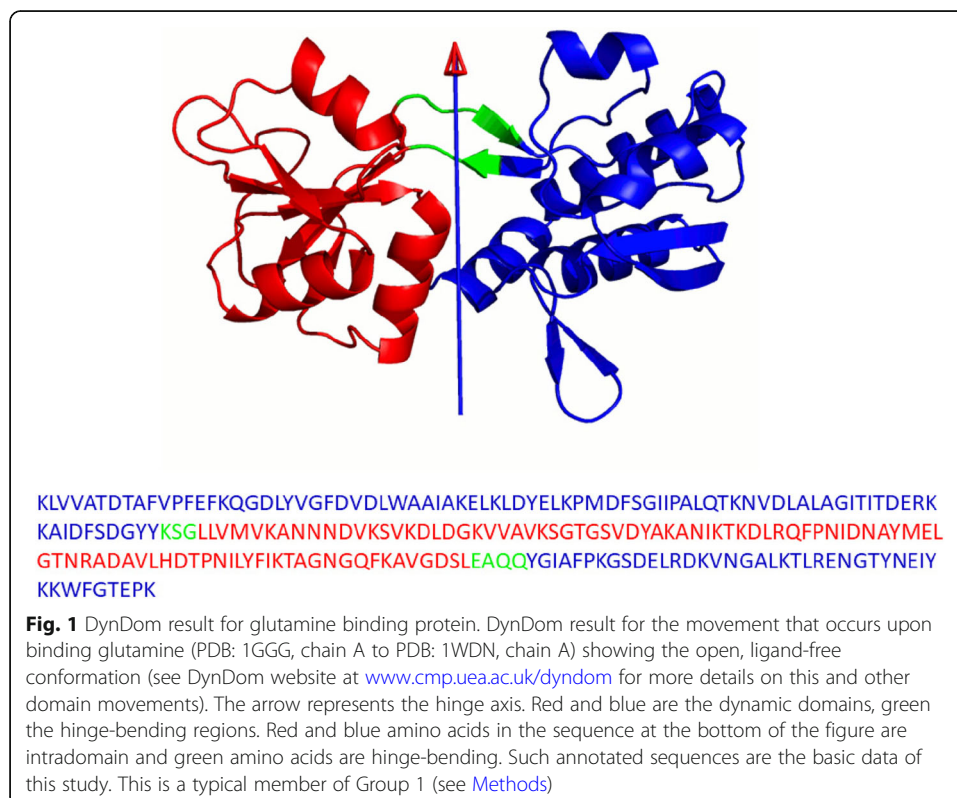 KLVVATDTAFVPFEFKQGDLYVGFDVDLWAAIAKELKLDYELKPMDFSGIIPALQTKNVDLALAGITITDERK
KAIDFSDGYYKSGLLVMVKANNNDVKSVKDLDGKVVAVKSGTGSVDYAKANIKTKDLRQFPNIDNAYMEL
GTNRADAVLHDTPNILYFIKTAGNGQFKAVGDSLEAQQYGIAFPKGSDELRDKVNGALKTLRENGTYNEIY
KKWFGTEPK
Fig. 1 DynDom result for glutamine binding protein. DynDom result for the movement that occurs upon
binding glutamine (PDB: 1GGG, chain A to PDB: 1WDN, chain A) showing the open, ligand-free
conformation (see DynDom website at www.cmp.uea.ac.uk/dyndom for more details on this and other
domain movements). The arrow represents the hinge axis. Red and blue are the dynamic domains, green
the hinge-bending regions. Red and blue amino acids in the sequence at the bottom of the figure are
intradomain and green amino acids are hinge-bending. Such annotated sequences are the basic data of
this study. This is a typical member of Group 1 (see Methods)